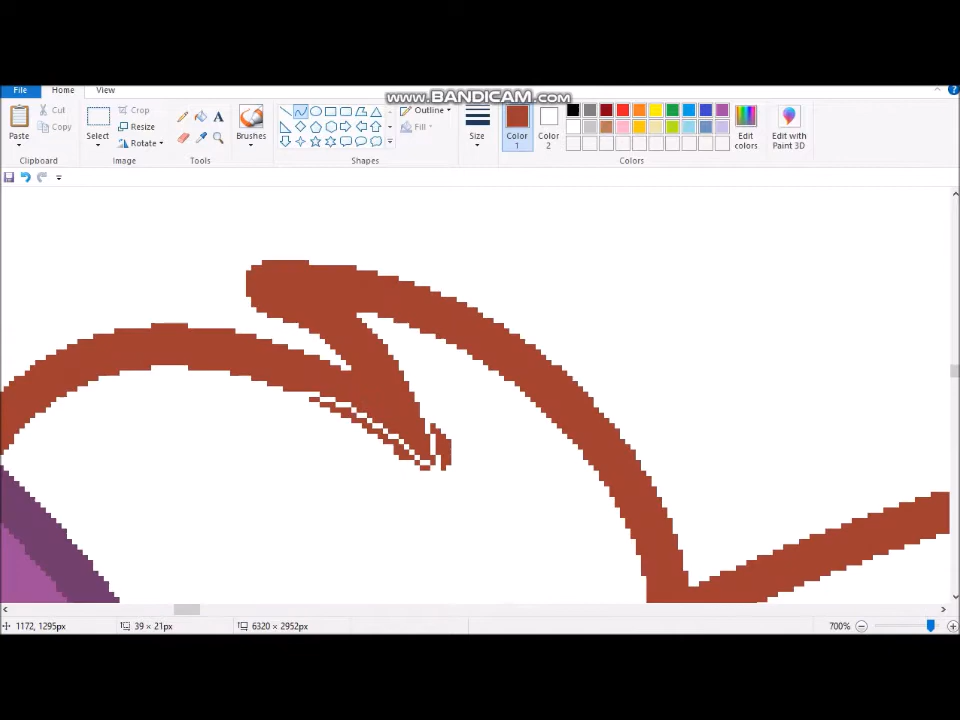 File Home View
www.BANDICAM.com
Paste
Cut
Copy
Clipboard
Select
Crop
Resize
Rotate
Image
A
Tools
Brushes
Outline
Fill
Shapes
Size
Color 1
Color 2
Edit colors
Colors
Edit with Paint 3D
?
1172, 1295px 39 × 21px 6320 × 2952px 700%